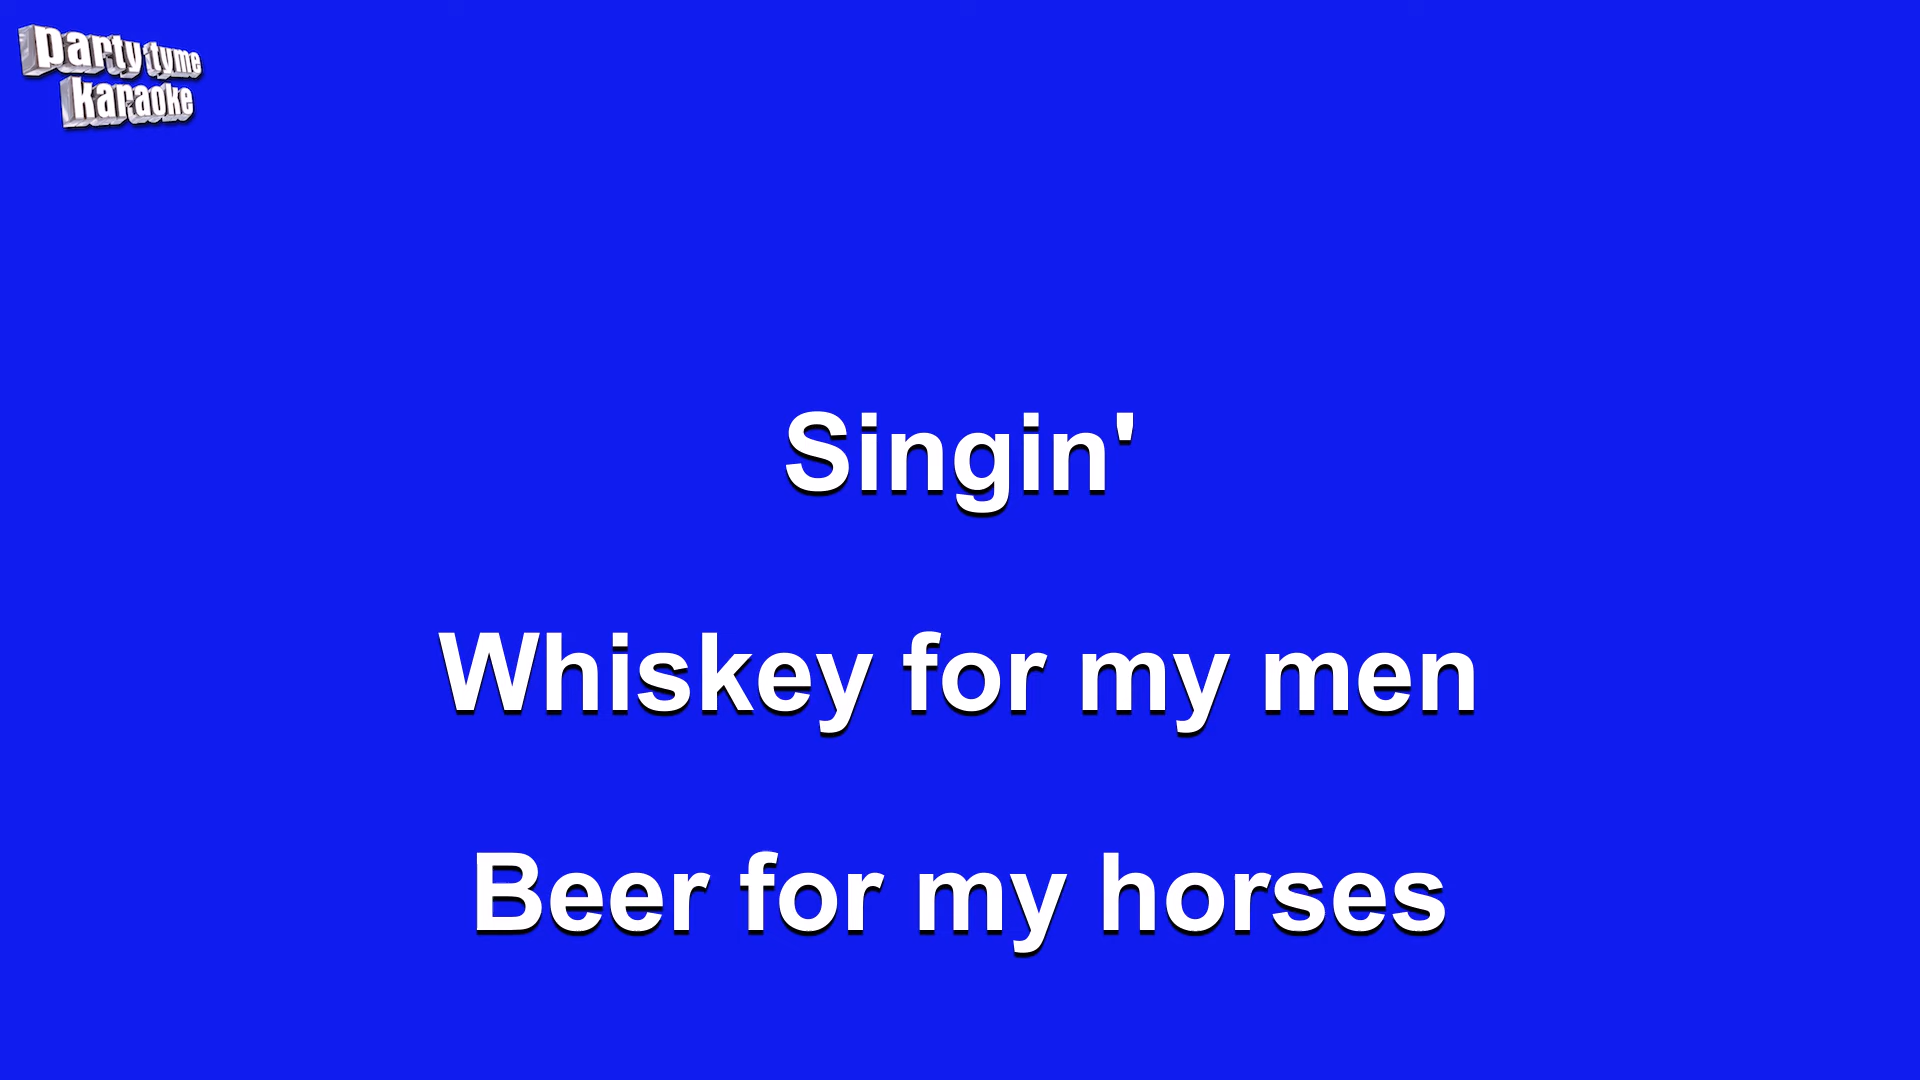 party tyme
karaoke
Singin'
Whiskey for my men
Beer for my horses